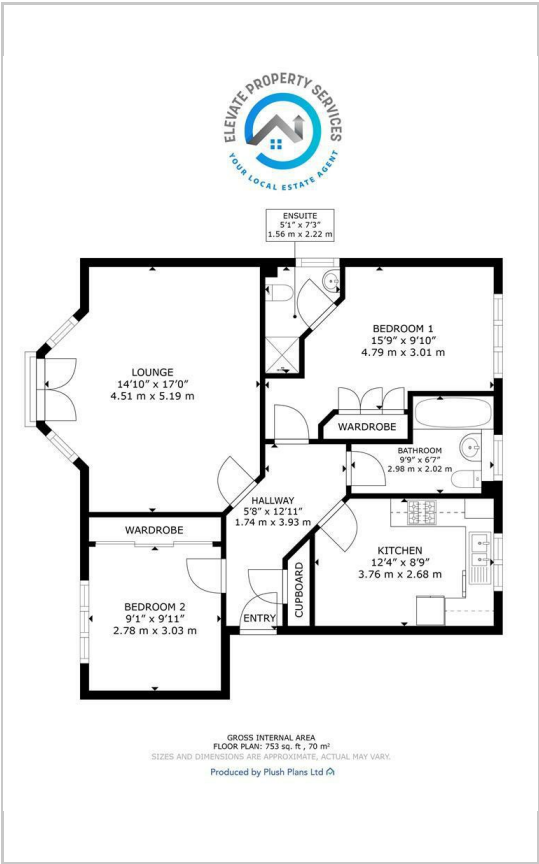 ELEVATE PROPERTY SERVICES
YOUR LOCAL ESTATE AGENT
ENSUITE
5'1" x 7'3"
1.56 m x 2.22 m
BEDROOM 1
15'9" x 9'10"
4.79 m x 3.01 m
LOUNGE
14'10" x 17'0"
4.51 m x 5.19 m
WARDROBE
BATHROOM
9'9" x 6'7"
2.98 m x 2.02 m
HALLWAY
5'8" x 12'11"
1.74 m x 3.93 m
WARDROBE
KITCHEN
12'4" x 8'9"
3.76 m x 2.68 m
CUPBOARD
BEDROOM 2
9'1" x 9'11"
2.78 m x 3.03 m
ENTRY
GROSS INTERNAL AREA
FLOOR PLAN: 753 sq. ft , 70 m²
SIZES AND DIMENSIONS ARE APPROXIMATE, ACTUAL MAY VARY.
Produced by Plush Plans Ltd